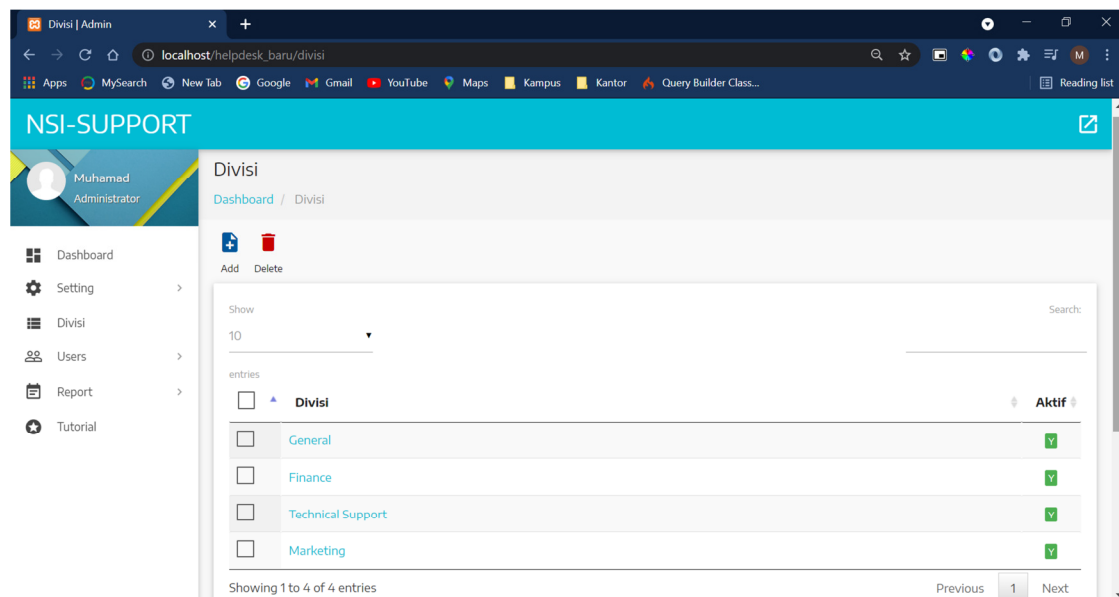 Divisi | Admin
localhost/helpdesk_baru/divisi
M
Apps MySearch New Tab Google Gmail YouTube Maps Kampus Kantor Query Builder Class... Reading list
NSI-SUPPORT
Muhamad
Administrator
Dashboard
Setting
Divisi
Users
Report
Tutorial
Divisi
Dashboard / Divisi
Add Delete
Show
10
entries
Search:
Divisi Aktif
General Y
Finance Y
Technical Support Y
Marketing Y
Showing 1 to 4 of 4 entries
Previous 1 Next